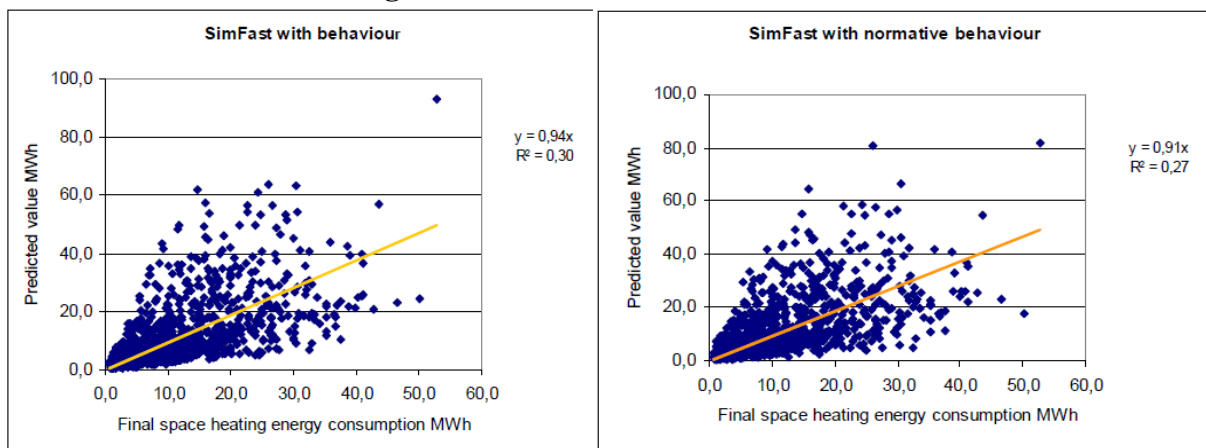 SimFast with behaviour
100,0
80,0
60,0
40,0
20,0
0,0
Predicted value MWh
0,0 10,0 20,0 30,0 40,0 50,0 60,0
Final space heating energy consumption MWh
y = 0,94x
R² = 0,30
SimFast with normative behaviour
100,0
80,0
60,0
40,0
20,0
0,0
Predicted value MWh
0,0 10,0 20,0 30,0 40,0 50,0 60,0
Final space heating energy consumption MWh
y = 0,91x
R² = 0,27